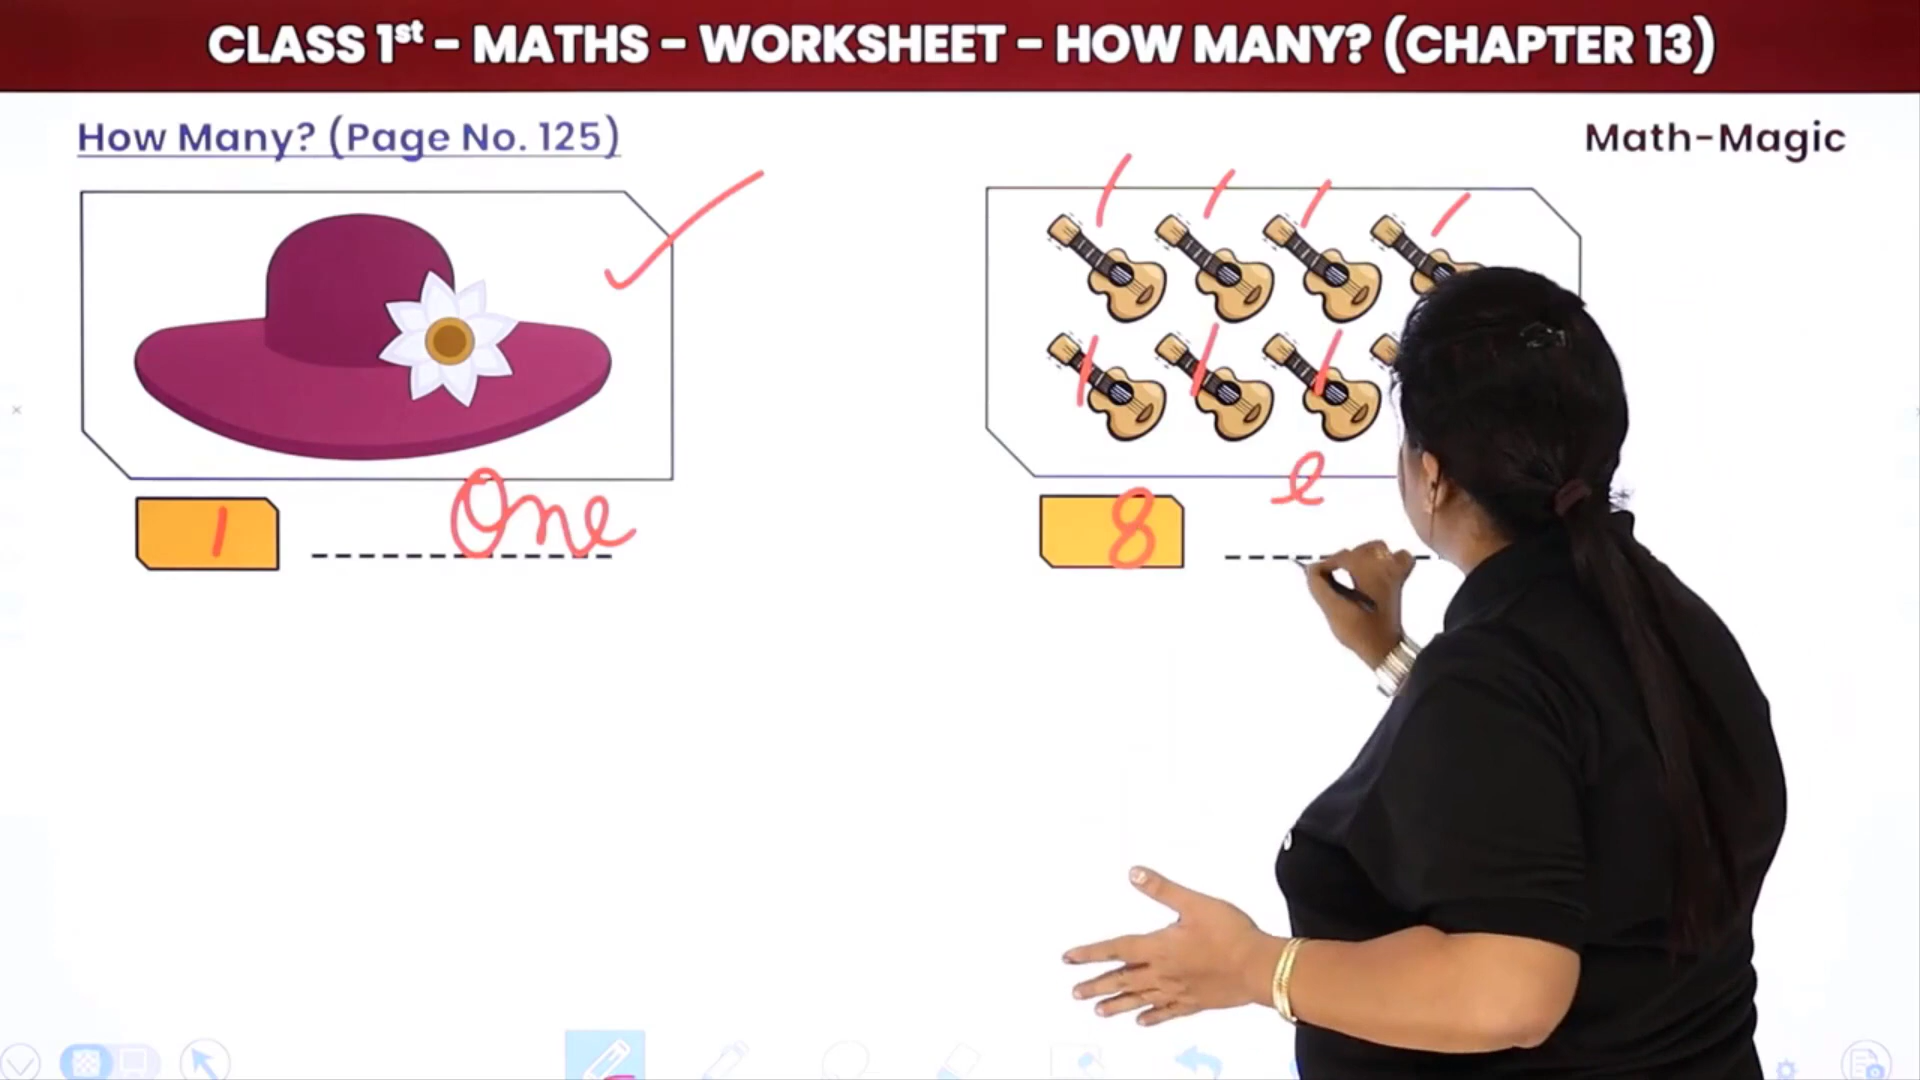 CLASS 1st - MATHS - WORKSHEET - HOW MANY? (CHAPTER 13)
How Many? (Page No. 125)
Math-Magic
1
One
8
e